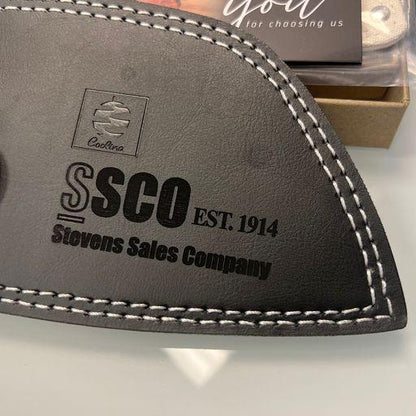 you
for choosing us
Coolina
SSCO EST. 1914
Stevens Sales Company